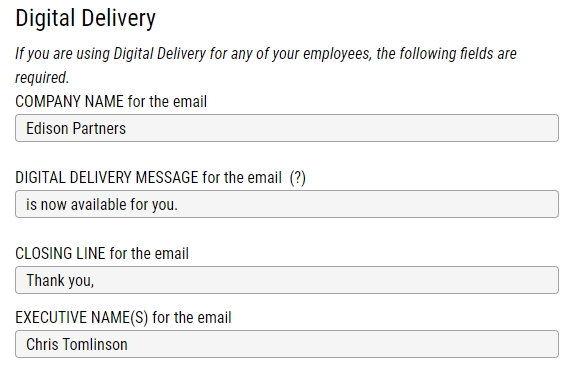 Digital Delivery
If you are using Digital Delivery for any of your employees, the following fields are
required.
COMPANY NAME for the email
Edison Partners
DIGITAL DELIVERY MESSAGE for the email (?)
is now available for you.
CLOSING LINE for the email
Thank you,
EXECUTIVE NAME(S) for the email
Chris Tomlinson